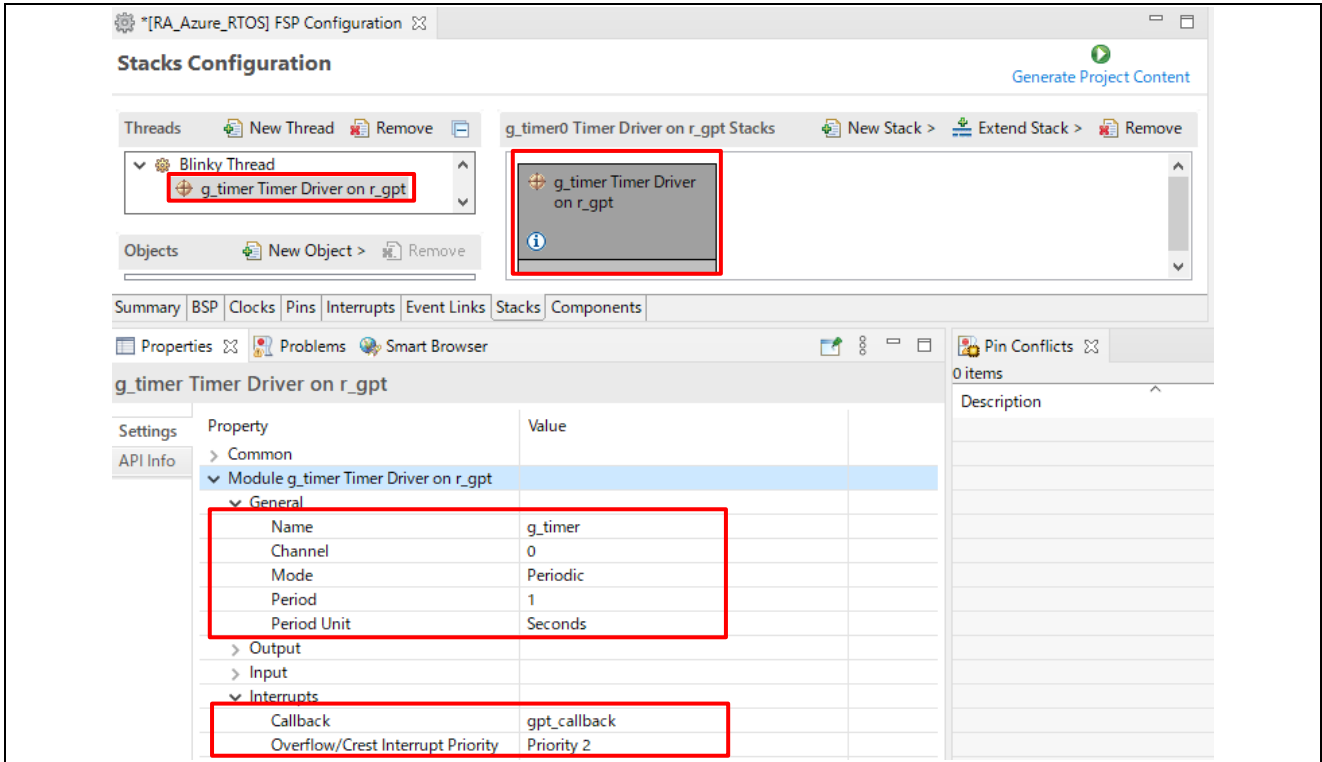 *[RA_Azure_RTOS] FSP Configuration
Stacks Configuration
Generate Project Content
Threads New Thread Remove
g_timer0 Timer Driver on r_gpt Stacks New Stack > Extend Stack > Remove
Blinky Thread
g_timer Timer Driver on r_gpt
g_timer Timer Driver
on r_gpt
Objects New Object > Remove
Summary BSP Clocks Pins Interrupts Event Links Stacks Components
Properties Problems Smart Browser
Pin Conflicts
0 items
Description
g_timer Timer Driver on r_gpt
Settings
API Info
Property Value
> Common
Module g_timer Timer Driver on r_gpt
General
Name g_timer
Channel 0
Mode Periodic
Period 1
Period Unit Seconds
> Output
> Input
Interrupts
Callback gpt_callback
Overflow/Crest Interrupt Priority Priority 2